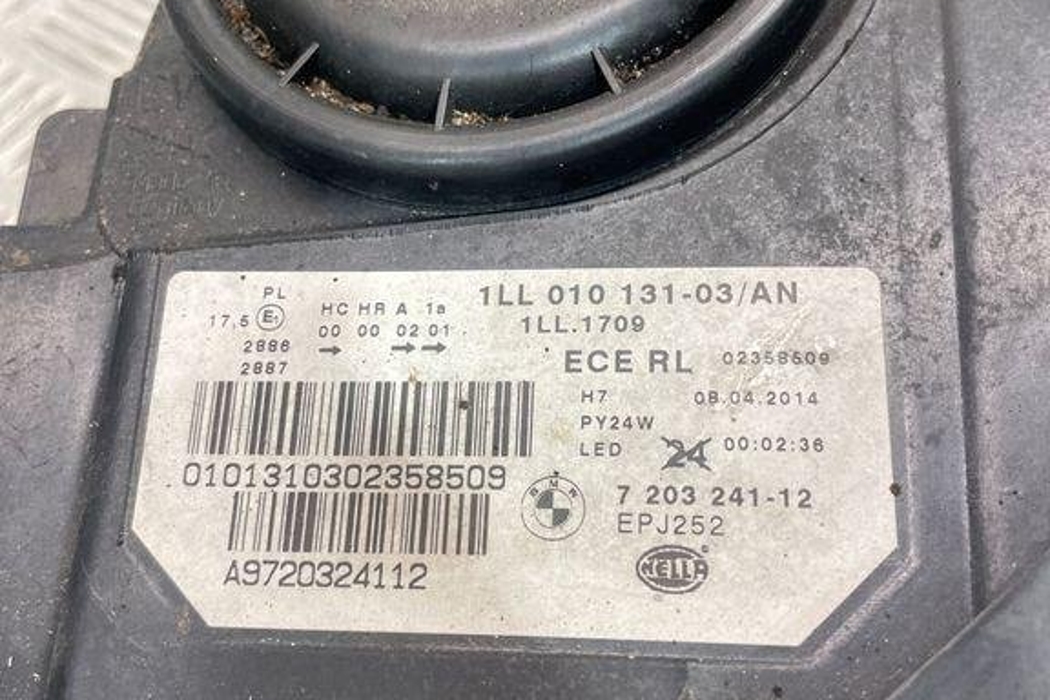 PL
17,5 E1
HC HR A 1a
00 00 02 01
2886
2887
1LL 010 131-03/AN
1LL.1709
ECE RL 02358509
H7 08.04.2014
PY24W
LED 24 00:02:36
0101310302358509
BMW
7 203 241-12
EPJ252
A9720324112
HELLA